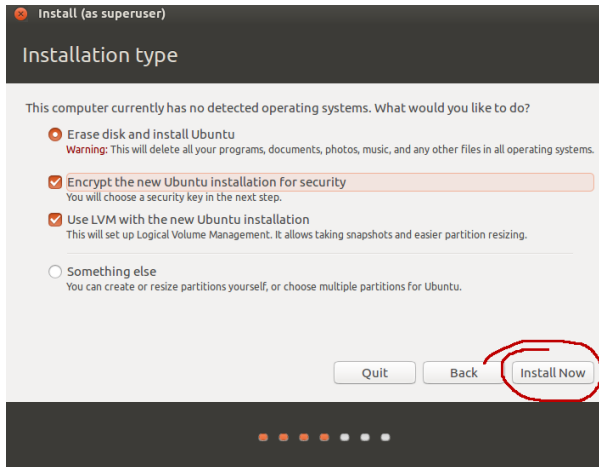 Install (as superuser)
Installation type
This computer currently has no detected operating systems. What would you like to do?
Erase disk and install Ubuntu
Warning: This will delete all your programs, documents, photos, music, and any other files in all operating systems.
Encrypt the new Ubuntu installation for security
You will choose a security key in the next step.
Use LVM with the new Ubuntu installation
This will set up Logical Volume Management. It allows taking snapshots and easier partition resizing.
Something else
You can create or resize partitions yourself, or choose multiple partitions for Ubuntu.
Quit Back Install Now